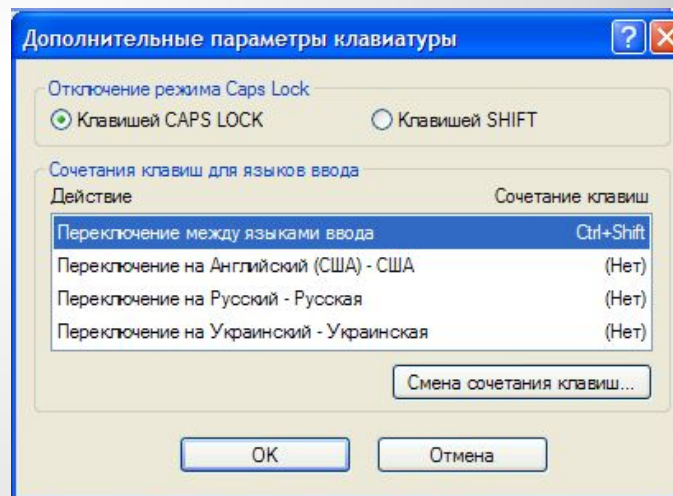 Дополнительные параметры клавиатуры
Отключение режима Caps Lock
Клавишей CAPS LOCK Клавишей SHIFT
Сочетания клавиш для языков ввода
Действие Сочетание клавиш
Переключение между языками ввода Ctrl+Shift
Переключение на Английский (США) - США (Нет)
Переключение на Русский - Русская (Нет)
Переключение на Украинский - Украинская (Нет)
Смена сочетания клавиш...
OK Отмена